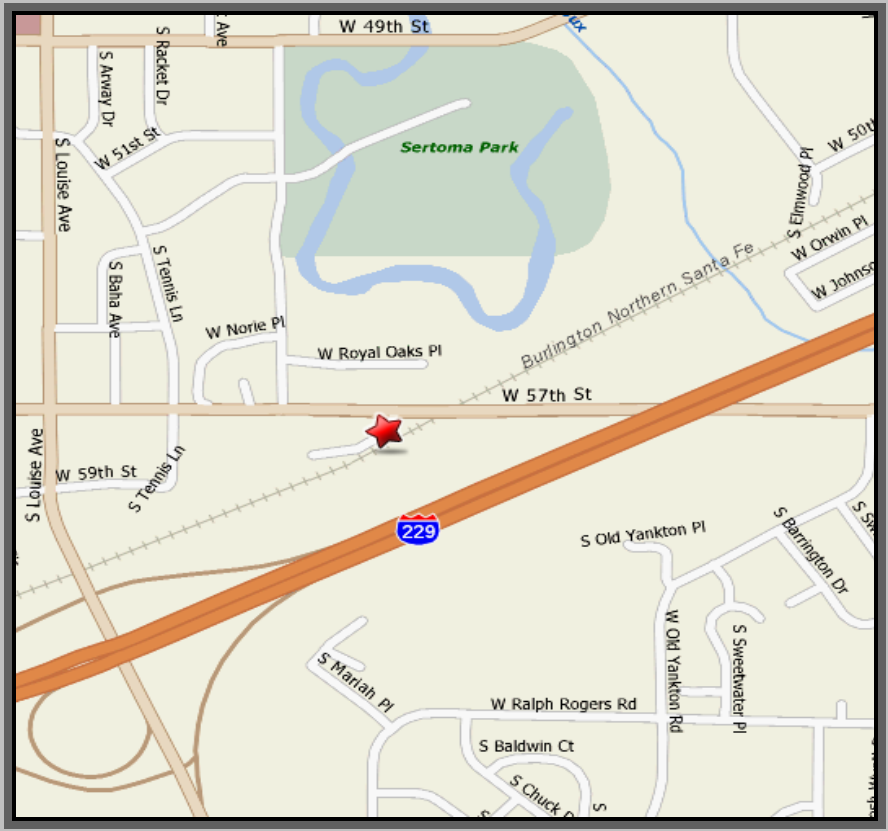 W 49th St
Ave
S Racket Dr
S Arway Dr
W 51st St
S Louise Ave
Sertoma Park
W 50th
S Elmwood Pl
W Orwin Pl
W Johnso
S Tennis Ln
S Baha Ave
Burlington Northern Santa Fe
W Norie Pl
W Royal Oaks Pl
W 57th St
S Louise Ave
W 59th St
S Tennis Ln
229
S Old Yankton Pl
S Barrington Dr
S Sw
W Old Yankton Rd
S Sweetwater Pl
S Mariah Pl
W Ralph Rogers Rd
S Baldwin Ct
S Chuck D
S
S